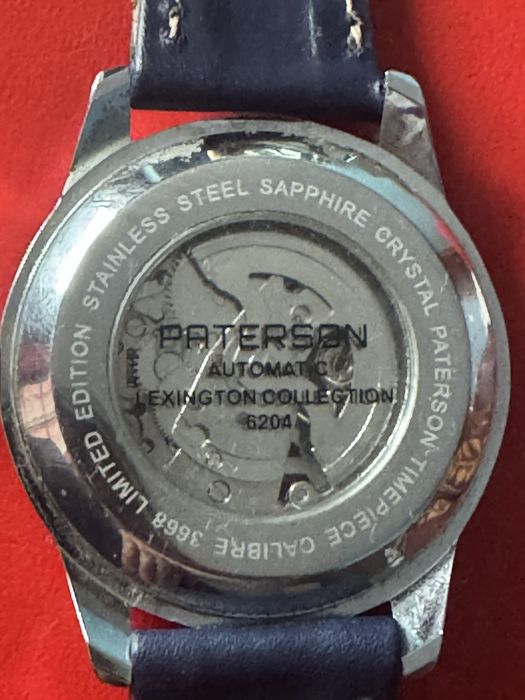 PATERSON
AUTOMATIC
LEXINGTON COLLECTION
6204
LIMITED EDITION STAINLESS STEEL SAPPHIRE CRYSTAL PATERSON TIMEPIECE CALIBRE 3668